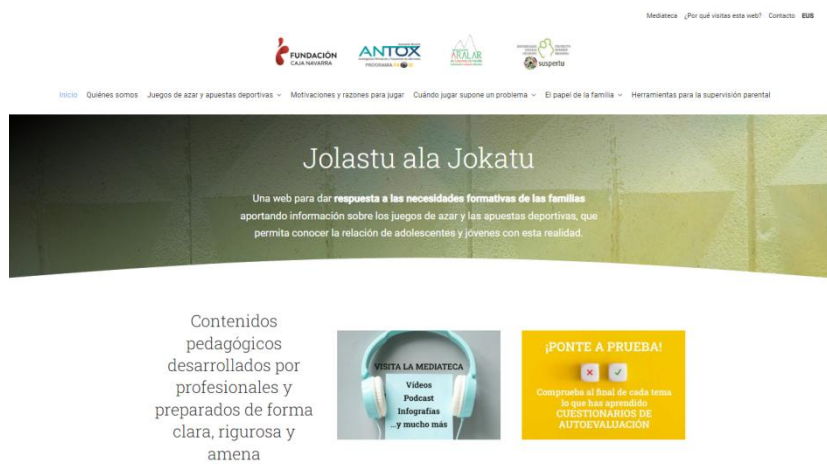 Mediateca ¿Por qué visitas esta web? Contacto EUS
FUNDACIÓN
CAJA NAVARRA
ANTOX
PROGRAMA
ARALAR
suspertu
Inicio Quiénes somos Juegos de azar y apuestas deportivas Motivaciones y razones para jugar Cuándo jugar supone un problema El papel de la familia Herramientas para la supervisión parental
Jolastu ala Jokatu
Una web para dar respuesta a las necesidades formativas de las familias
aportando información sobre los juegos de azar y las apuestas deportivas, que
permita conocer la relación de adolescentes y jóvenes con esta realidad.
Contenidos
pedagógicos
desarrollados por
profesionales y
preparados de forma
clara, rigurosa y
amena
VISITA LA MEDIATECA
Vídeos
Podcast
Infografías
...y mucho más
¡PONTE A PRUEBA!
Comprueba al final de cada tema
lo que has aprendido
CUESTIONARIOS DE
AUTOEVALUACIÓN